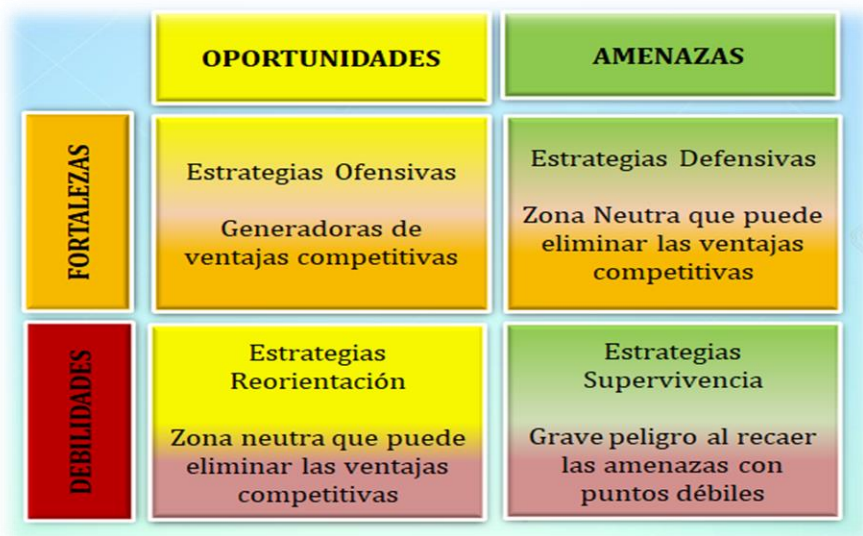 OPORTUNIDADES
AMENAZAS
FORTALEZAS
Estrategias Ofensivas
Generadoras de
ventajas competitivas
Estrategias Defensivas
Zona Neutra que puede
eliminar las ventajas
competitivas
DEBILIDADES
Estrategias
Reorientación
Zona neutra que puede
eliminar las ventajas
competitivas
Estrategias
Supervivencia
Grave peligro al recaer
las amenazas con
puntos débiles